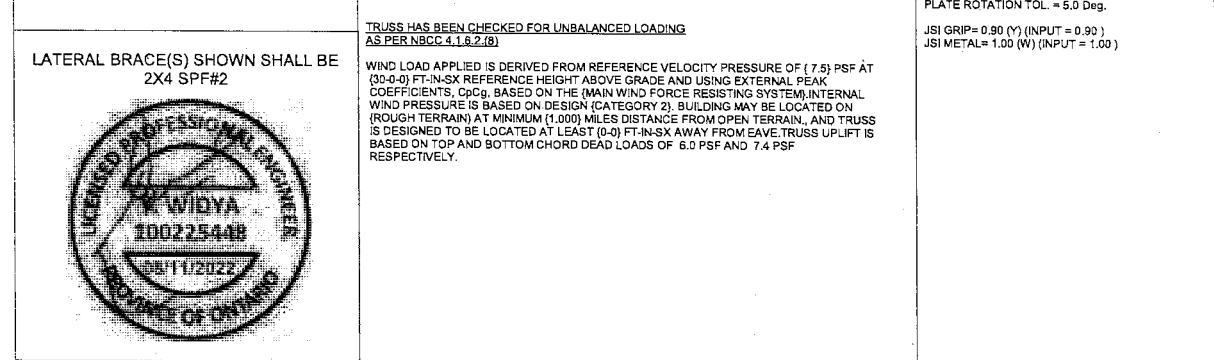 LATERAL BRACE(S) SHOWN SHALL BE
2X4 SPF#2
LICENSED PROFESSIONAL ENGINEER
WIDYA
100225448
08/11/2022
PROVINCE OF ONTARIO
TRUSS HAS BEEN CHECKED FOR UNBALANCED LOADING
AS PER NBCC 4.1.6.2.(8)
WIND LOAD APPLIED IS DERIVED FROM REFERENCE VELOCITY PRESSURE OF { 7.5} PSF AT
{30-0-0} FT-IN-SX REFERENCE HEIGHT ABOVE GRADE AND USING EXTERNAL PEAK
COEFFICIENTS, CpCg, BASED ON THE {MAIN WIND FORCE RESISTING SYSTEM}.INTERNAL
WIND PRESSURE IS BASED ON DESIGN {CATEGORY 2}. BUILDING MAY BE LOCATED ON
{ROUGH TERRAIN} AT MINIMUM {1.000} MILES DISTANCE FROM OPEN TERRAIN., AND TRUSS
IS DESIGNED TO BE LOCATED AT LEAST {0-0} FT-IN-SX AWAY FROM EAVE.TRUSS UPLIFT IS
BASED ON TOP AND BOTTOM CHORD DEAD LOADS OF 6.0 PSF AND 7.4 PSF
RESPECTIVELY.
PLATE ROTATION TOL. = 5.0 Deg.
JSI GRIP= 0.90 (Y) (INPUT = 0.90 )
JSI METAL= 1.00 (W) (INPUT = 1.00 )